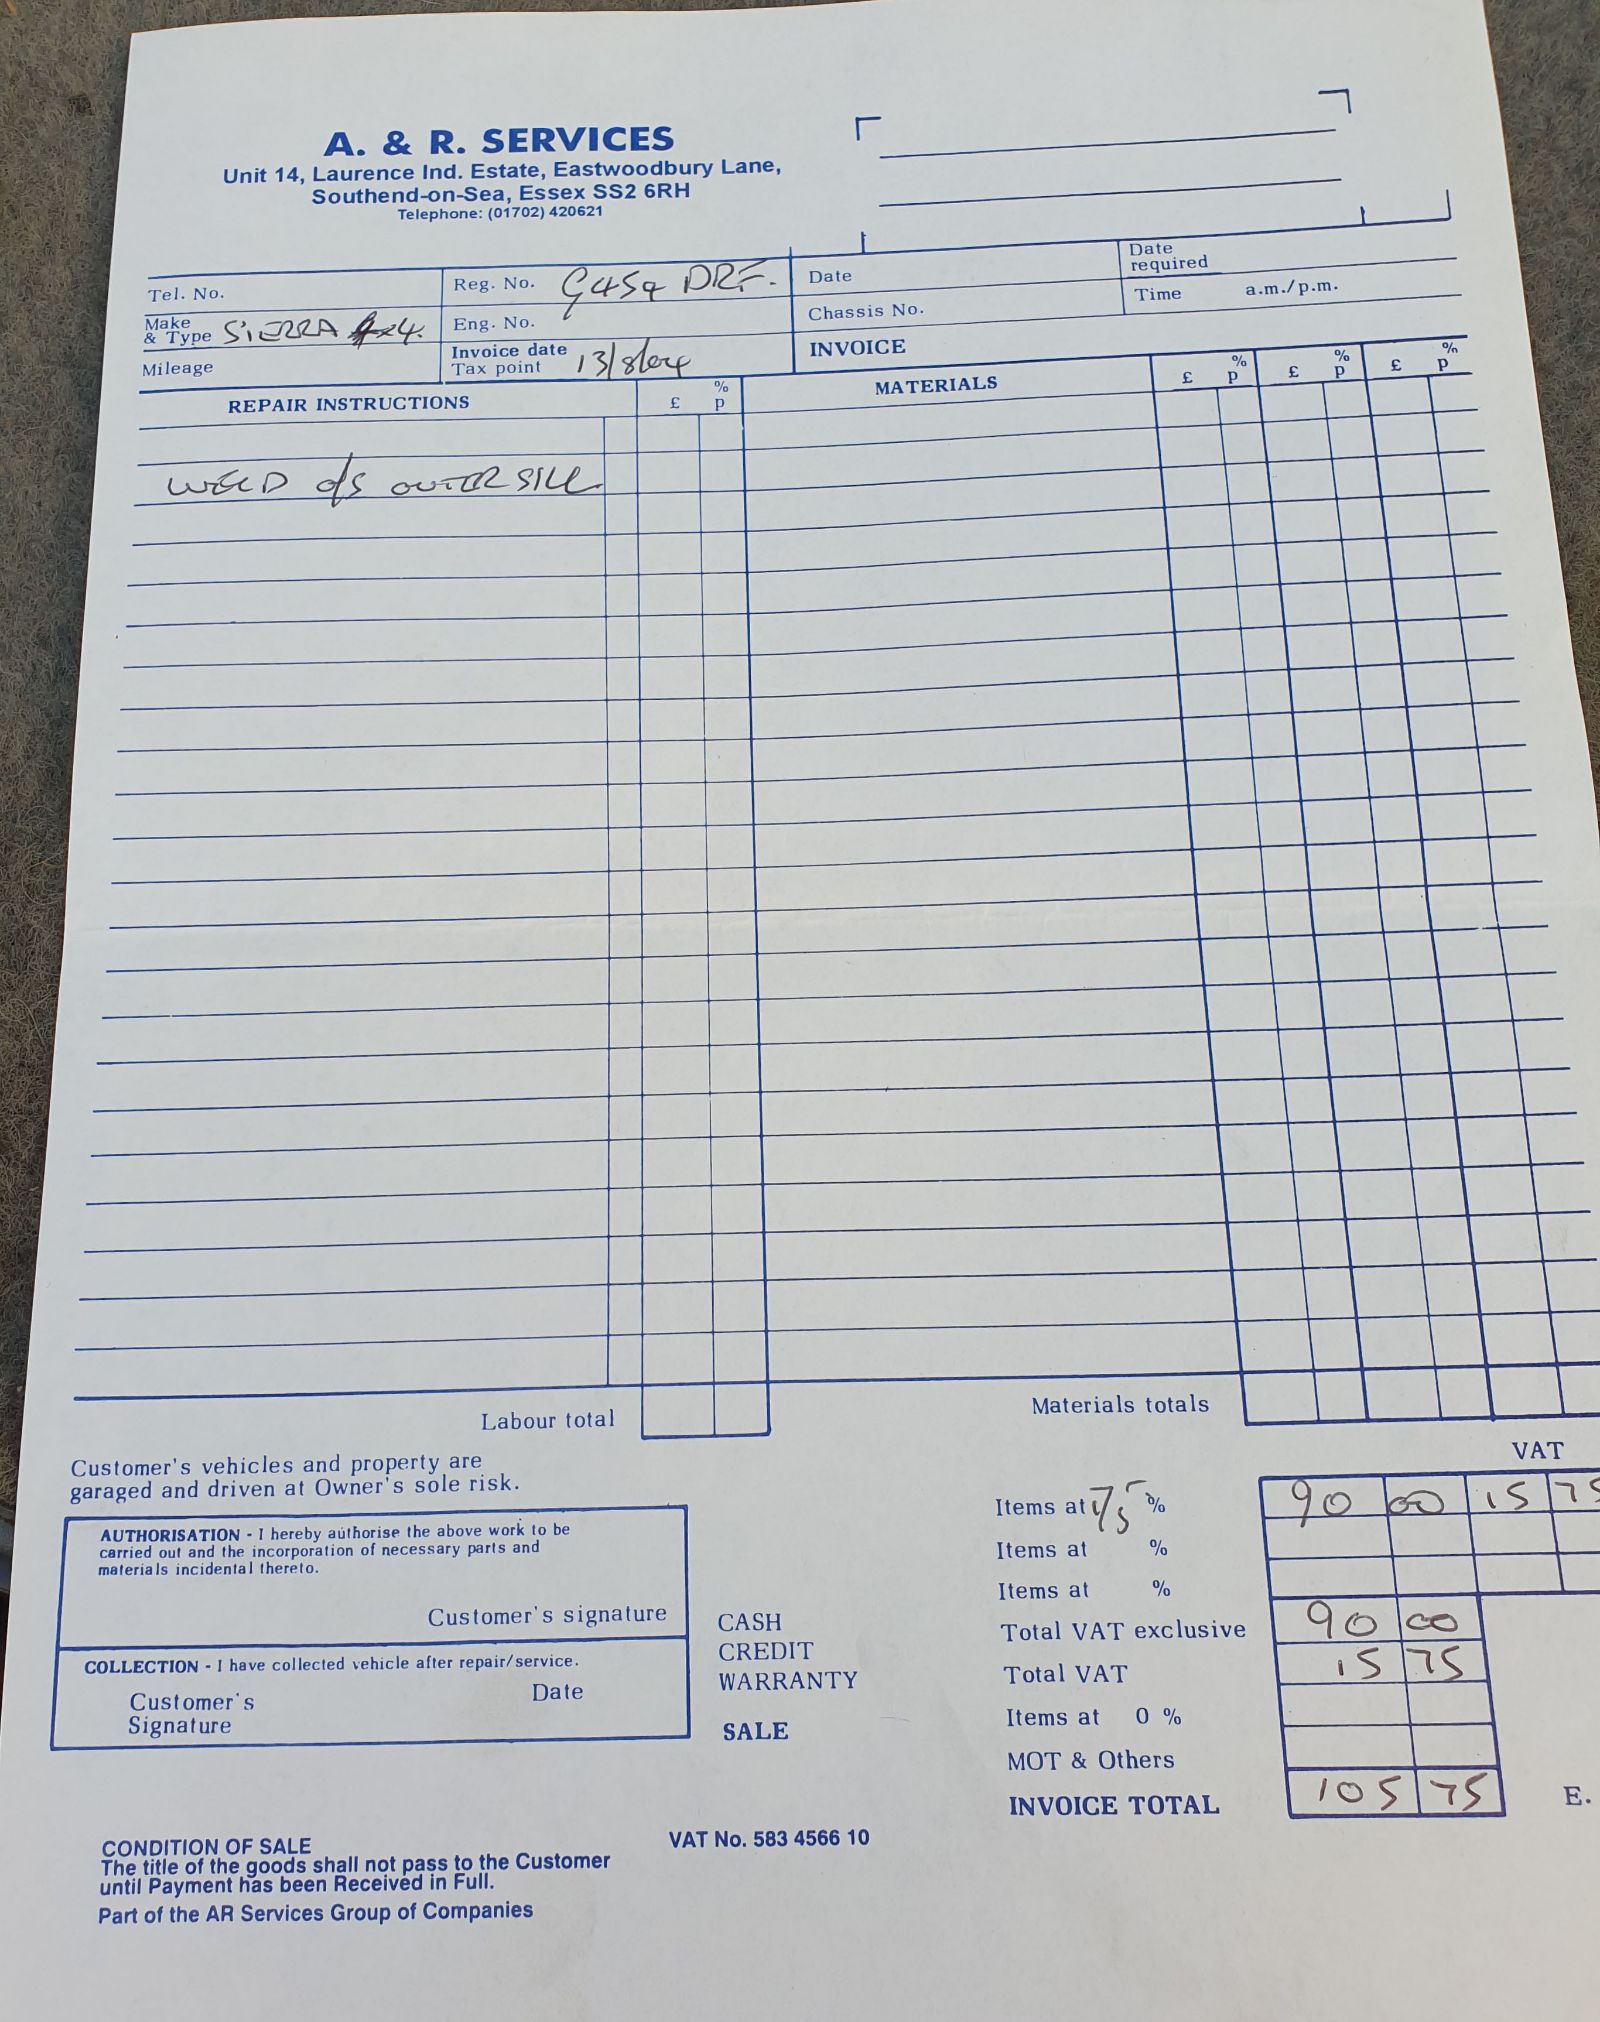 A. & R. SERVICES
Unit 14, Laurence Ind. Estate, Eastwoodbury Lane,
Southend-on-Sea, Essex SS2 6RH
Telephone: (01702) 420621
Tel. No.
Reg. No. G454 DRF.
Date
Date required
Make & Type SIERRA 4x4.
Eng. No.
Chassis No.
Time a.m./p.m.
Mileage
Invoice date Tax point 13/8/04
INVOICE
REPAIR INSTRUCTIONS £ % p MATERIALS £ % p £ % p £ % p
WELD o/s OUTER SILL
Labour total
Materials totals
Customer's vehicles and property are
garaged and driven at Owner's sole risk.
AUTHORISATION - I hereby authorise the above work to be
carried out and the incorporation of necessary parts and
materials incidental thereto.
Customer's signature
COLLECTION - I have collected vehicle after repair/service.
Customer's Signature
Date
CASH
CREDIT
WARRANTY
SALE
VAT
Items at 17.5 % 90 00 15 75
Items at %
Items at %
Total VAT exclusive 90 00
Total VAT 15 75
Items at 0 %
MOT & Others
INVOICE TOTAL 105 75
E.
CONDITION OF SALE
The title of the goods shall not pass to the Customer
until Payment has been Received in Full.
Part of the AR Services Group of Companies
VAT No. 583 4566 10